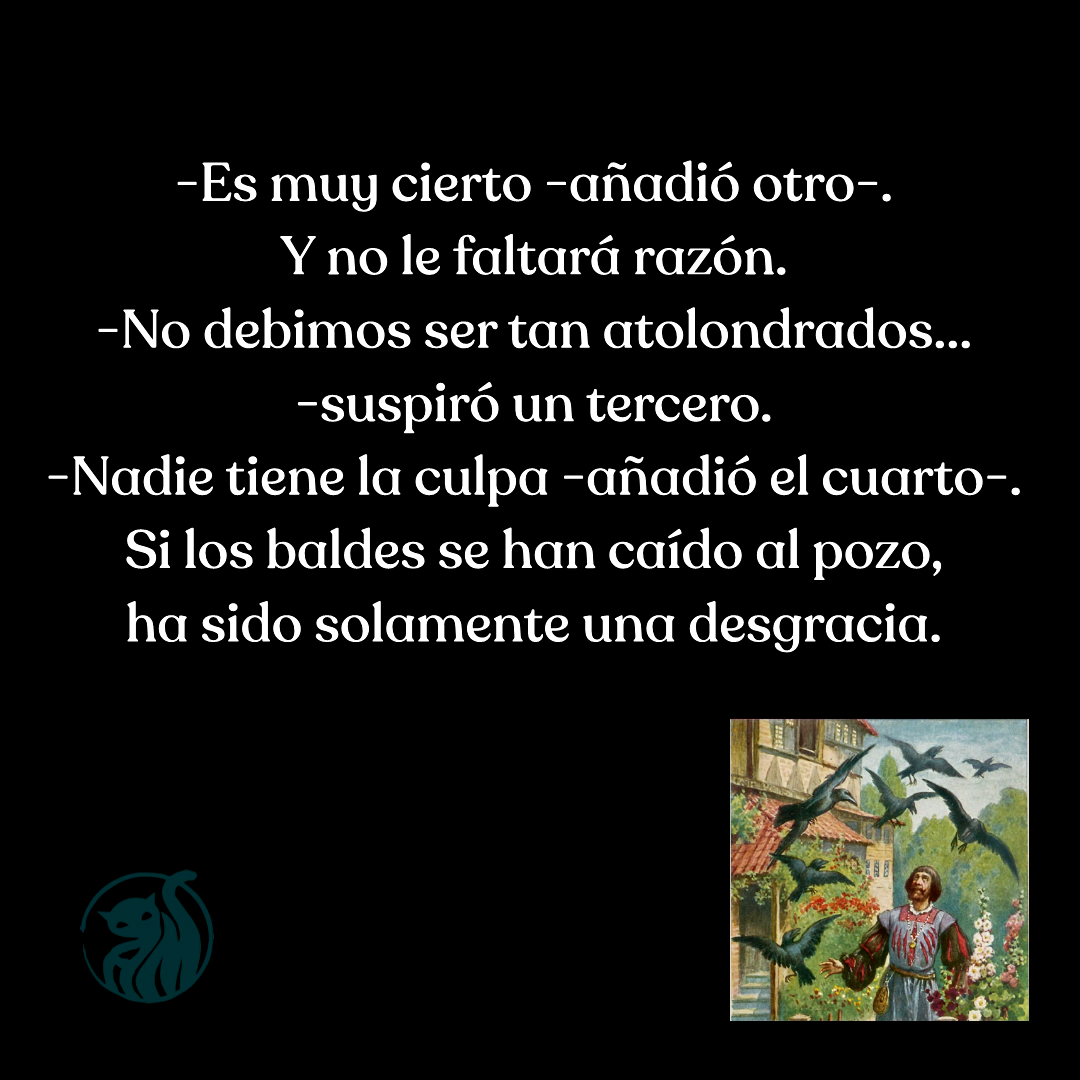 -Es muy cierto -añadió otro-.
Y no le faltará razón.
-No debimos ser tan atolondrados...
-suspiró un tercero.
-Nadie tiene la culpa -añadió el cuarto-.
Si los baldes se han caído al pozo,
ha sido solamente una desgracia.